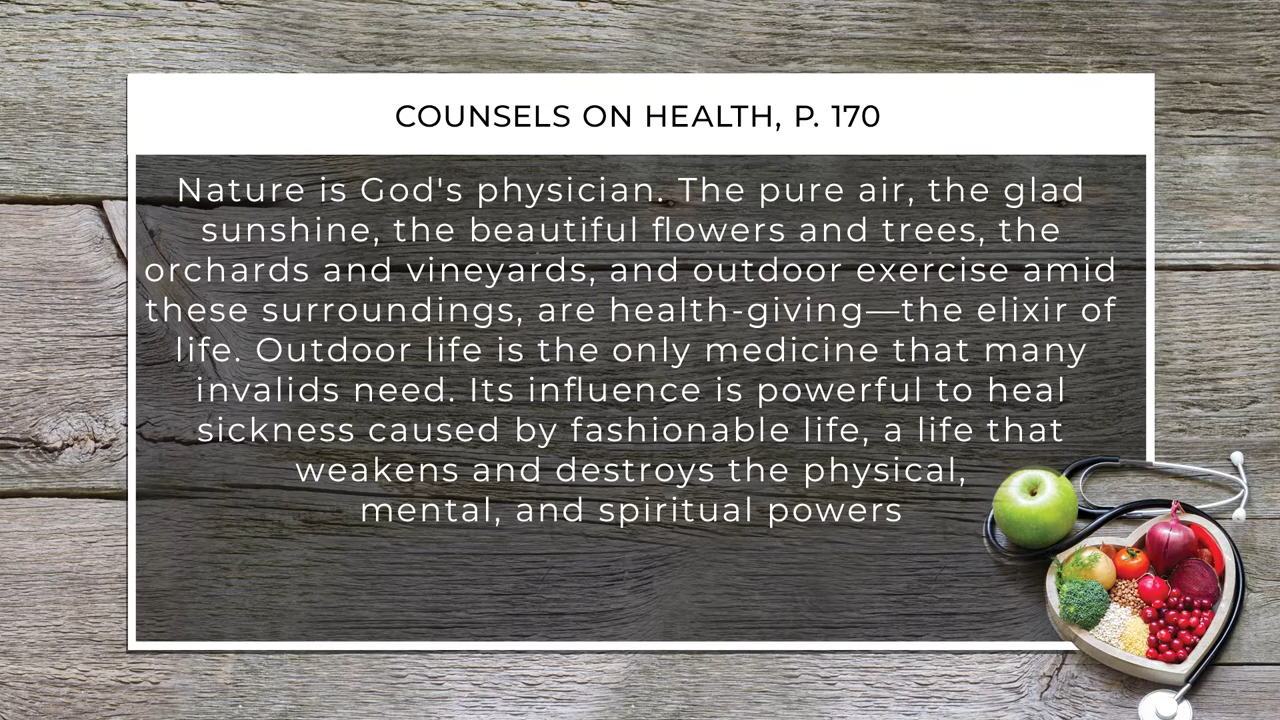 COUNSELS ON HEALTH, P. 170
Nature is God's physician. The pure air, the glad
sunshine, the beautiful flowers and trees, the
orchards and vineyards, and outdoor exercise amid
these surroundings, are health-giving—the elixir of
life. Outdoor life is the only medicine that many
invalids need. Its influence is powerful to heal
sickness caused by fashionable life, a life that
weakens and destroys the physical,
mental, and spiritual powers